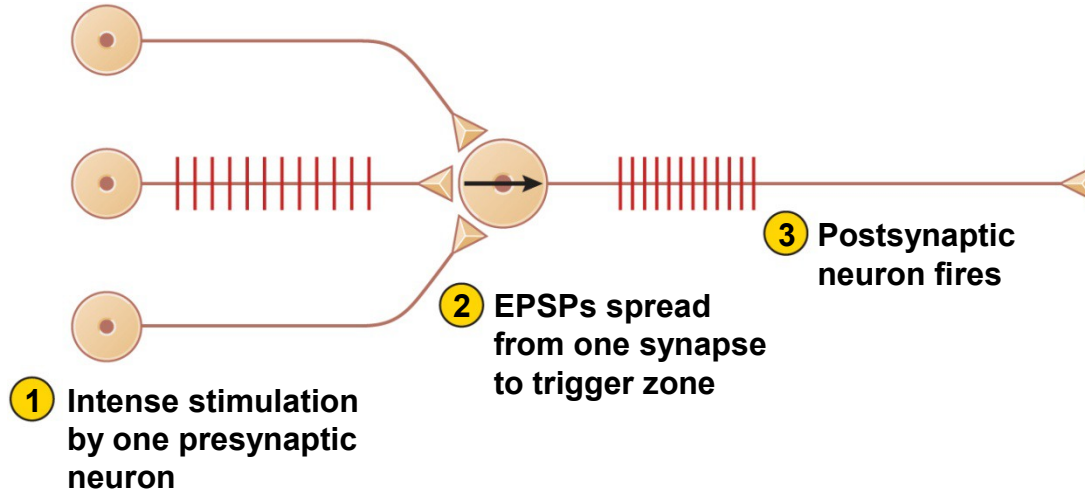 1 Intense stimulation
by one presynaptic
neuron
2 EPSPs spread
from one synapse
to trigger zone
3 Postsynaptic
neuron fires